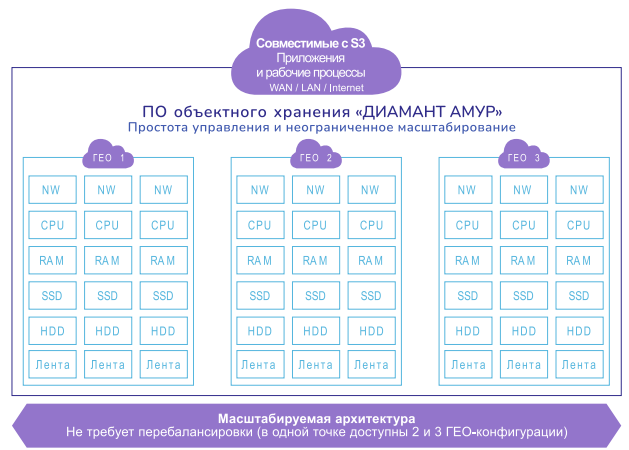 Совместимые с S3
Приложения
и рабочие процессы
WAN / LAN / Internet
ПО объектного хранения «ДИАМАНТ АМУР»
Простота управления и неограниченное масштабирование
ГЕО 1 ГЕО 2 ГЕО 3
NW NW NW NW NW NW NW NW NW
CPU CPU CPU CPU CPU CPU CPU CPU CPU
RAM RAM RAM RAM RAM RAM RAM RAM RAM
SSD SSD SSD SSD SSD SSD SSD SSD SSD
HDD HDD HDD HDD HDD HDD HDD HDD HDD
Лента Лента Лента Лента Лента Лента Лента Лента Лента
Масштабируемая архитектура
Не требует перебалансировки (в одной точке доступны 2 и 3 ГЕО-конфигурации)